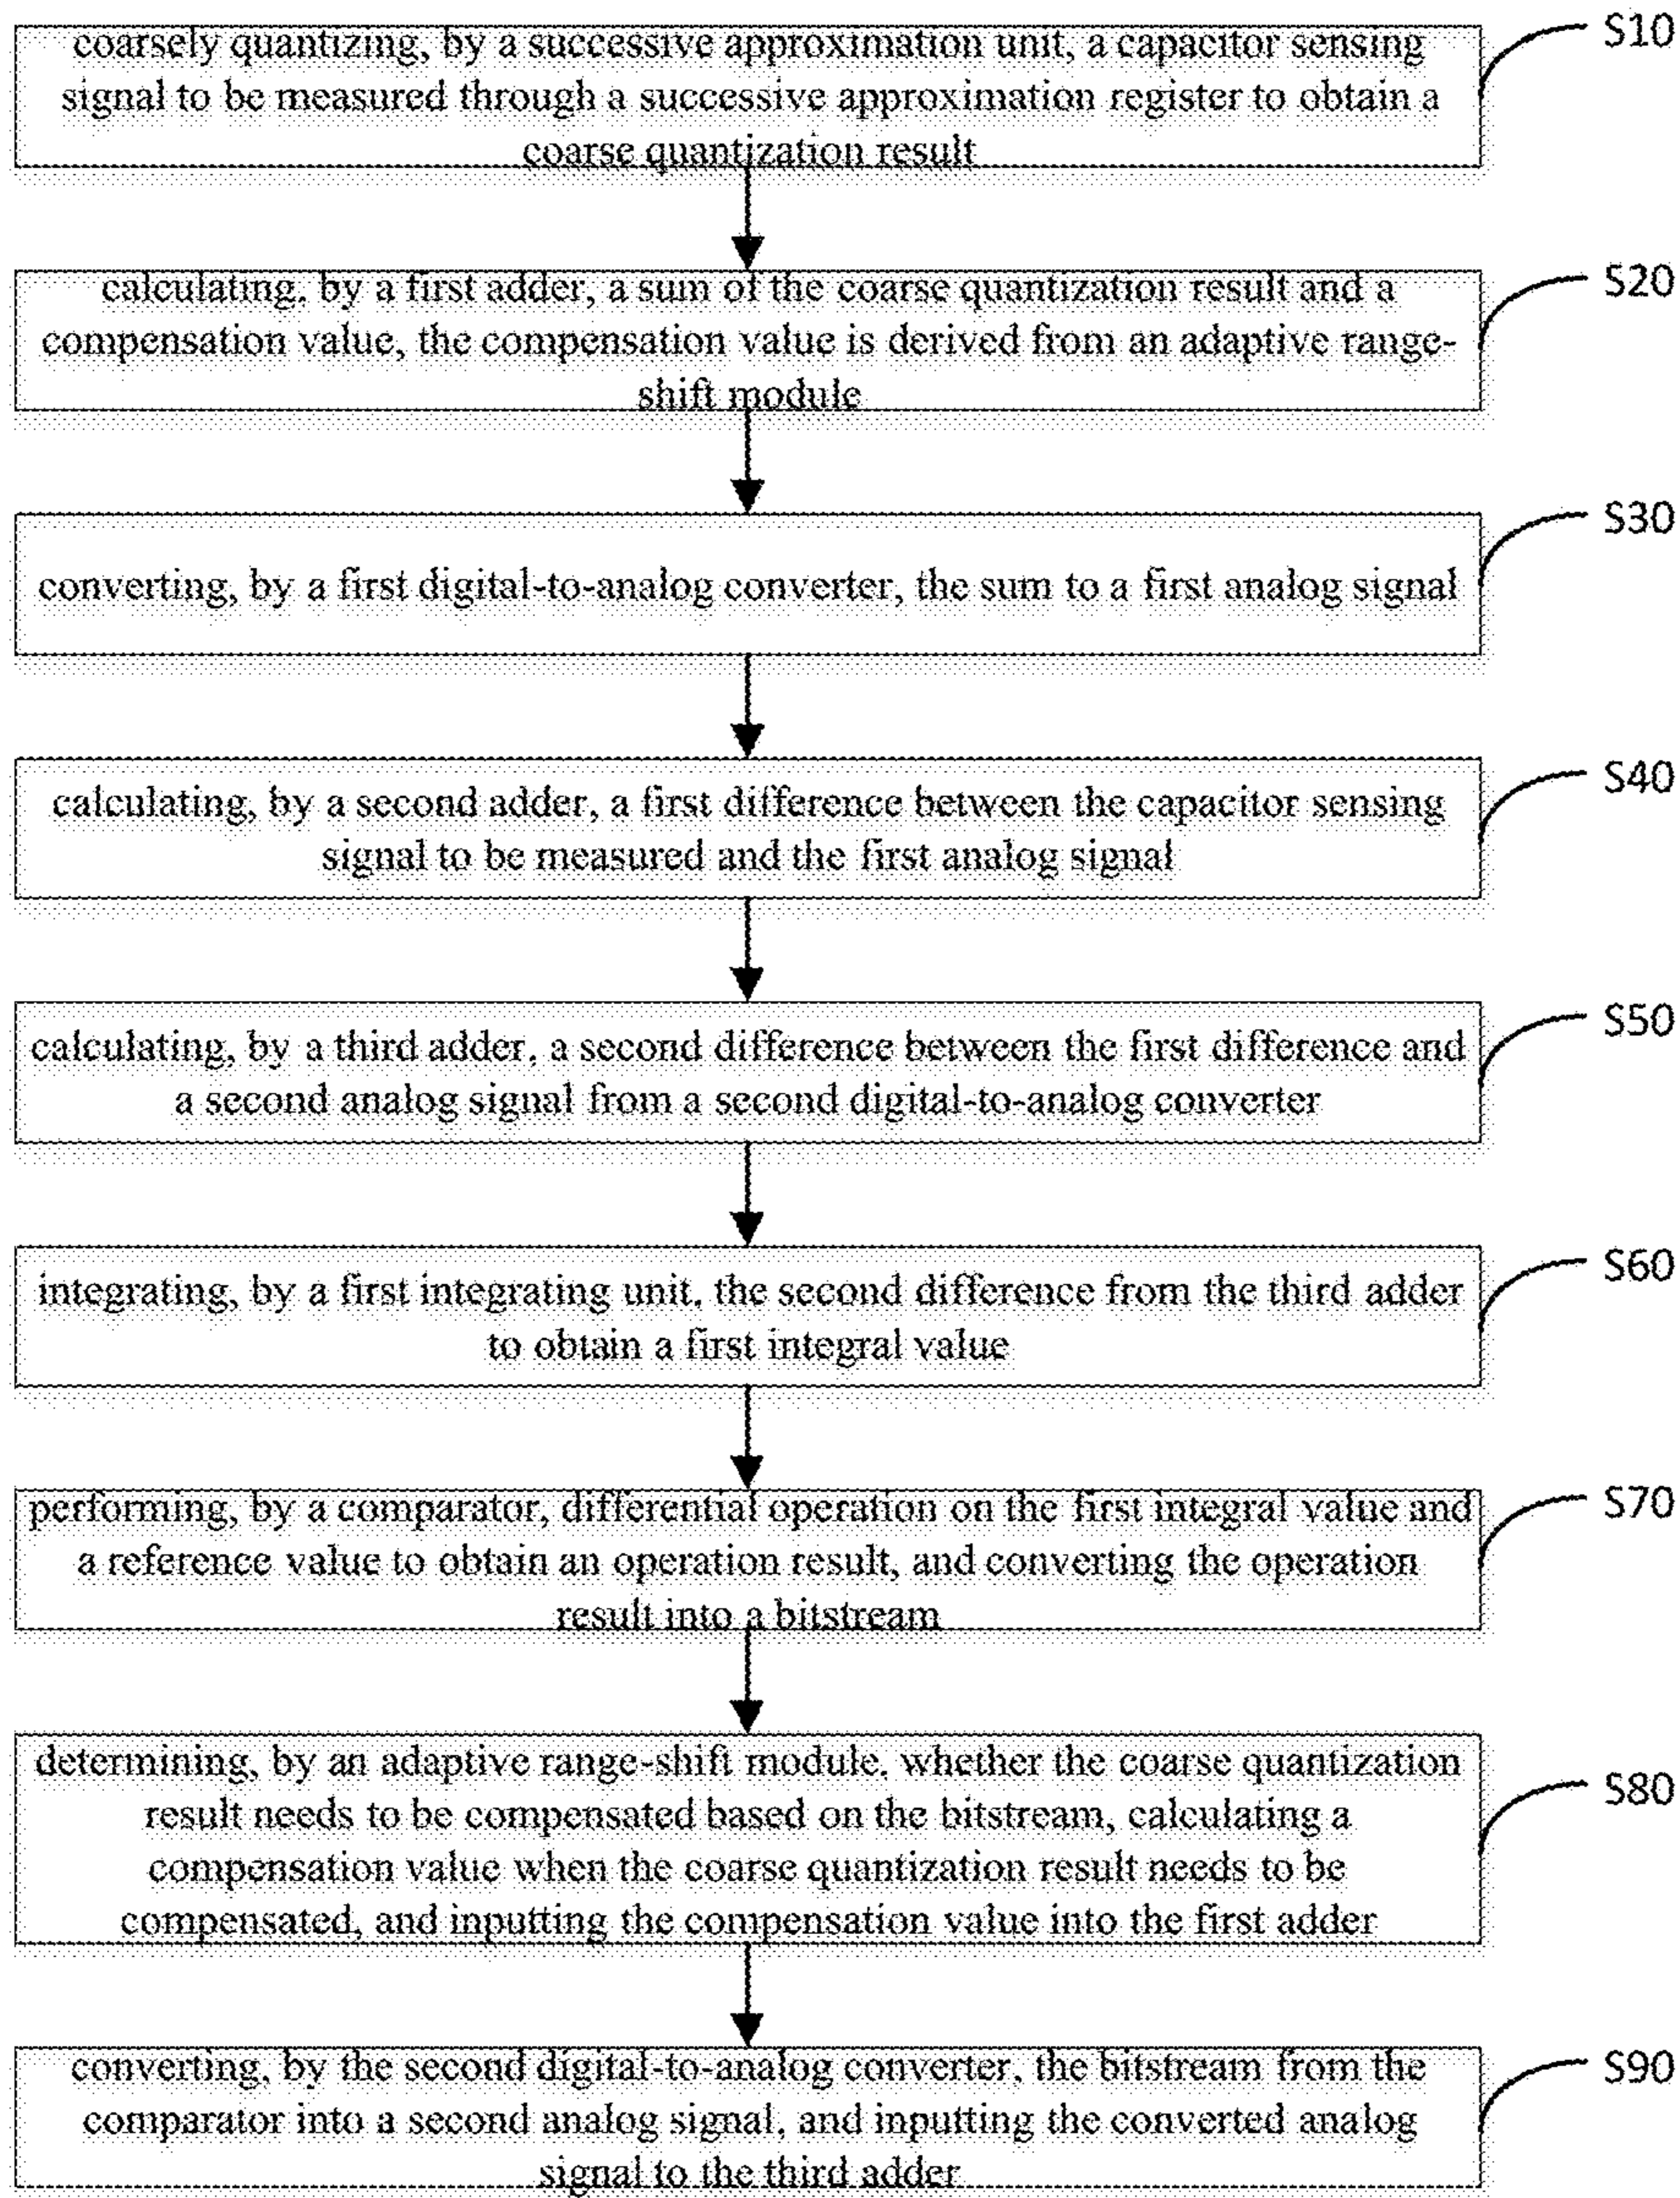 coarsely quantizing, by a successive approximation unit, a capacitor sensing
signal to be measured through a successive approximation register to obtain a
coarse quantization result
S10
calculating, by a first adder, a sum of the coarse quantization result and a
compensation value, the compensation value is derived from an adaptive range-
shift module
S20
converting, by a first digital-to-analog converter, the sum to a first analog signal
S30
calculating, by a second adder, a first difference between the capacitor sensing
signal to be measured and the first analog signal
S40
calculating, by a third adder, a second difference between the first difference and
a second analog signal from a second digital-to-analog converter
S50
integrating, by a first integrating unit, the second difference from the third adder
to obtain a first integral value
S60
performing, by a comparator, differential operation on the first integral value and
a reference value to obtain an operation result, and converting the operation
result into a bitstream
S70
determining, by an adaptive range-shift module, whether the coarse quantization
result needs to be compensated based on the bitstream, calculating a
compensation value when the coarse quantization result needs to be
compensated, and inputting the compensation value into the first adder
S80
converting, by the second digital-to-analog converter, the bitstream from the
comparator into a second analog signal, and inputting the converted analog
signal to the third adder
S90